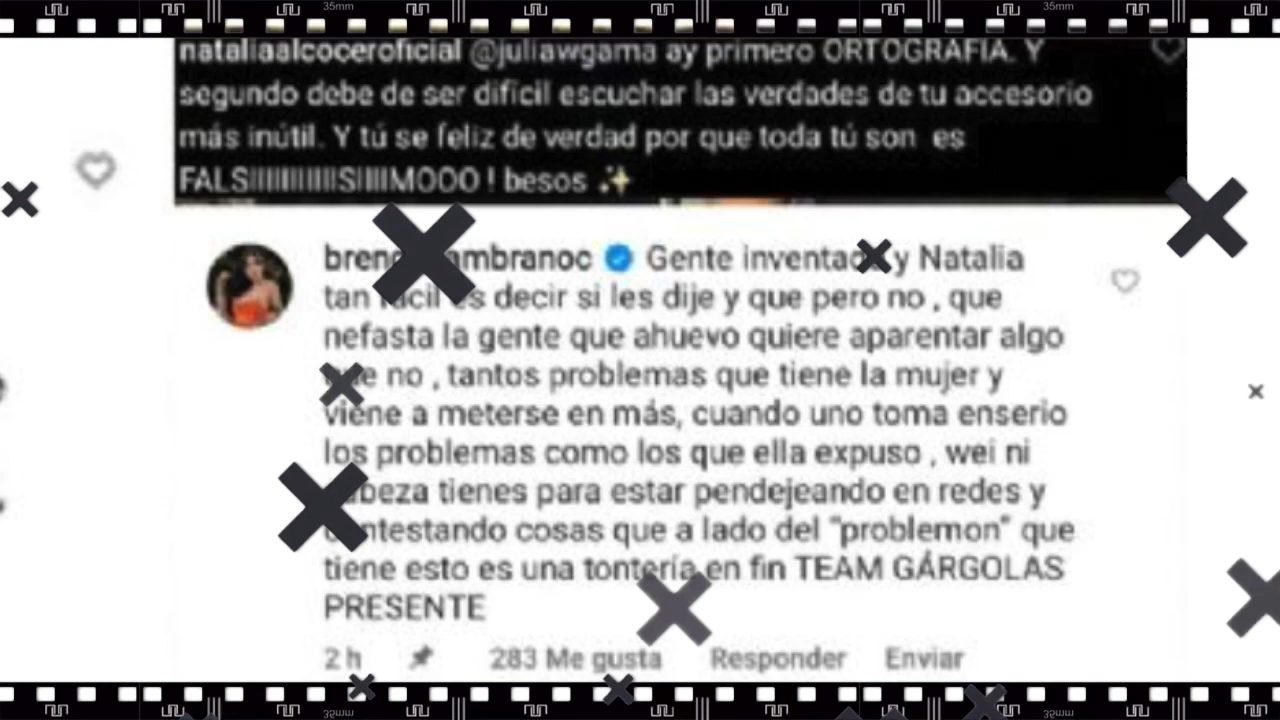 35mm 35mm
nataliaalcoceroficial @juliawgama ay primero ORTOGRAFIA. Y
segundo debe de ser difícil escuchar las verdades de tu accesorio
más inútil. Y tú se feliz de verdad por que toda tú son es
! besos
Gente y Natalia
tan decir si les dije y que pero no , que
nefasta la gente que ahuevo quiere aparentar algo
no , tantos problemas que tiene la mujer y
viene a meterse en más, cuando uno toma enserio
los problemas como los que ella expuso , wei ni
tienes para estar pendejeando en redes y
cosas que a lado del "problemon" que
tiene esto es una tontería en fin TEAM GÁRGOLAS
PRESENTE
2 h 283 Me gusta Responder Enviar
35mm 35mm